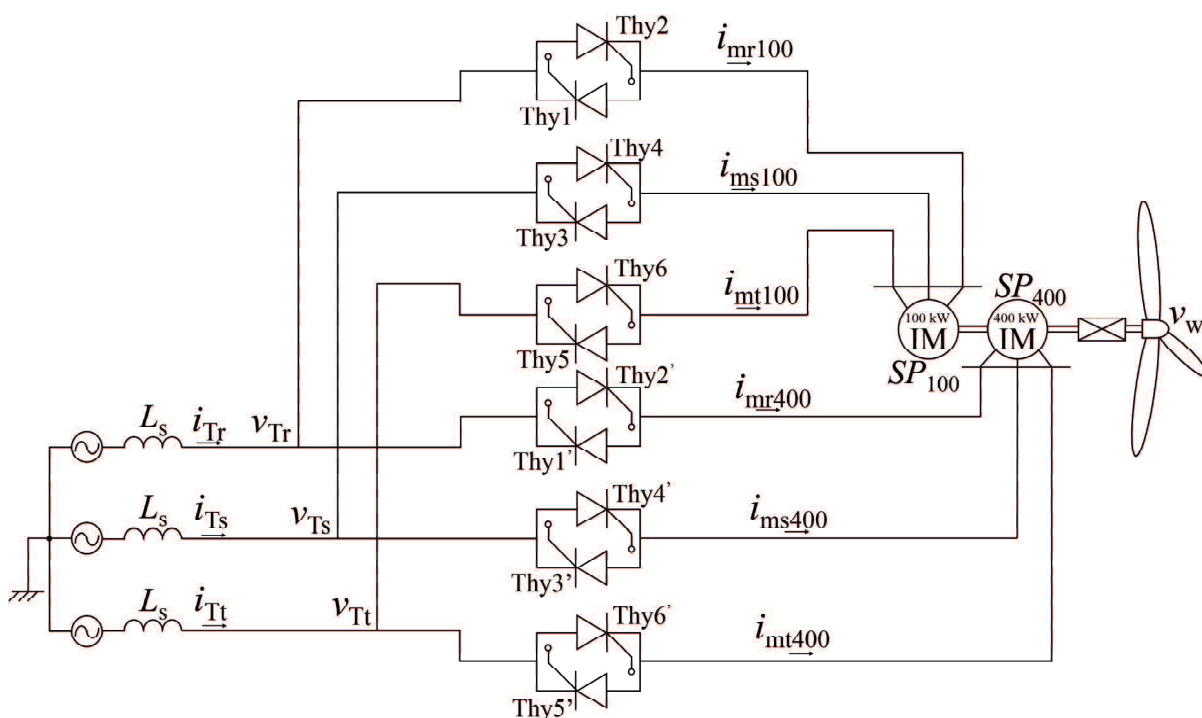 Thy2
i_mr100
Thy1
Thy4
i_ms100
Thy3
Thy6
i_mt100
Thy5
100 kW
IM
SP_100
SP_400
400 kW
IM
v_w
Thy2'
i_mr400
Thy1'
L_s
i_Tr
v_Tr
Thy4'
i_ms400
Thy3'
L_s
i_Ts
v_Ts
Thy6'
i_mt400
Thy5'
L_s
i_Tt
v_Tt